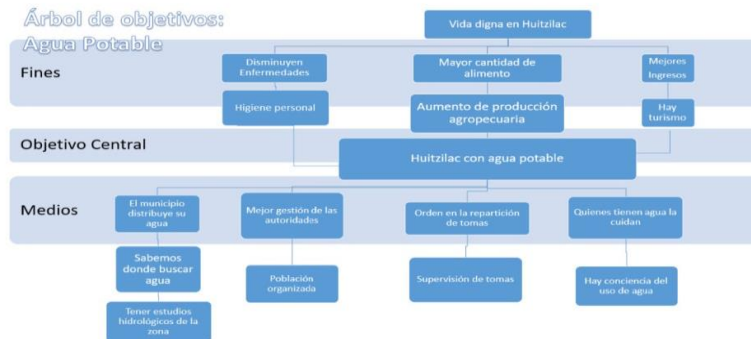 Árbol de objetivos:
Agua Potable
Vida digna en Huitzilac
Fines
Disminuyen
Enfermedades
Mayor cantidad de
alimento
Mejores
Ingresos
Higiene personal
Aumento de producción
agropecuaria
Hay
turismo
Objetivo Central
Huitzilac con agua potable
Medios
El municipio
distribuye su
agua
Mejor gestión de las
autoridades
Orden en la repartición
de tomas
Quienes tienen agua la
cuidan
Sabemos
donde buscar
agua
Población
organizada
Supervisión de tomas
Hay conciencia del
uso de agua
Tener estudios
hidrológicos de la
zona